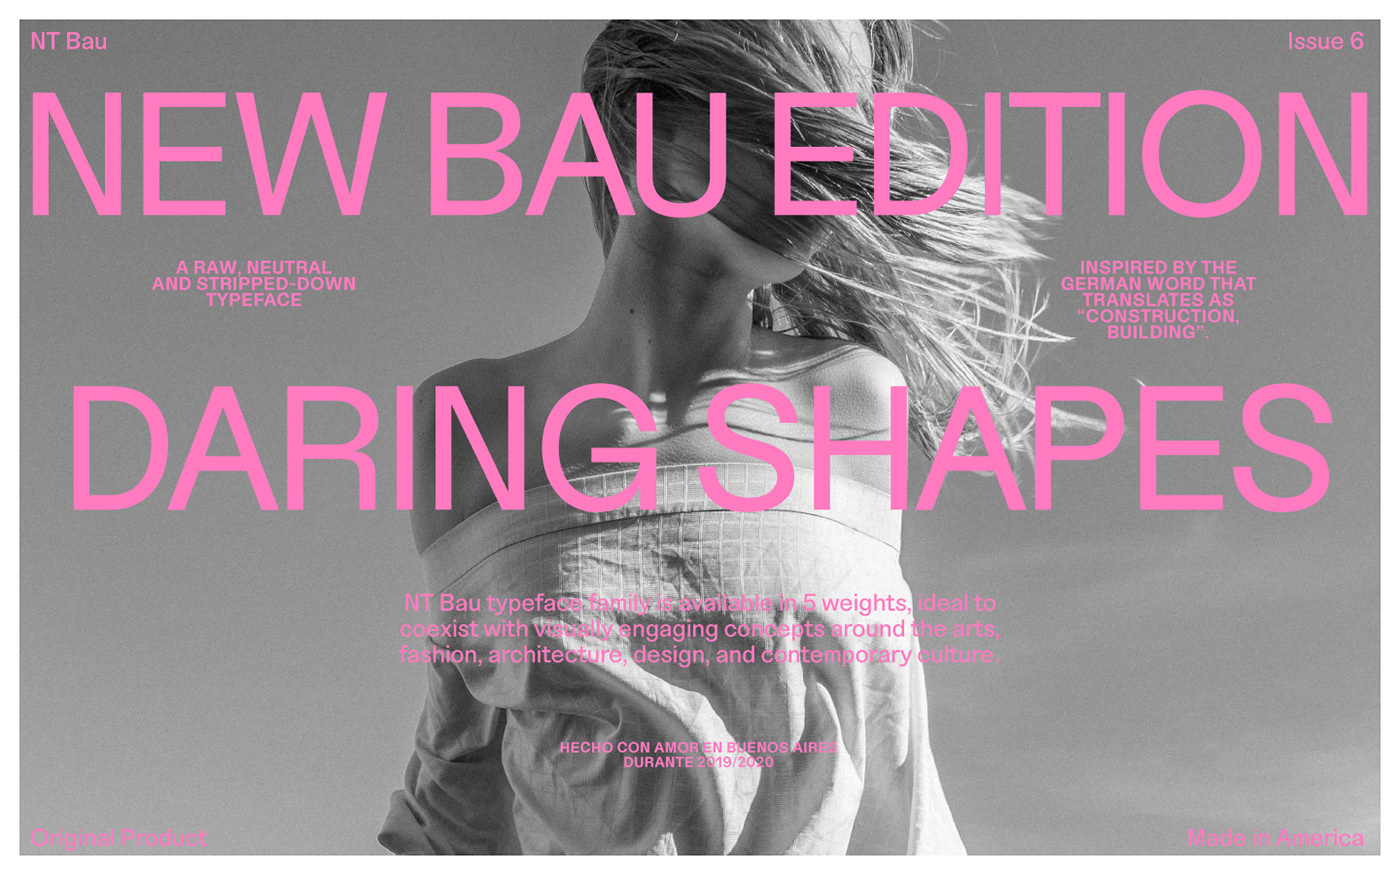 NT Bau
Issue 6
NEW BAU EDITION
A RAW, NEUTRAL
AND STRIPPED-DOWN
TYPEFACE
INSPIRED BY THE
GERMAN WORD THAT
TRANSLATES AS
“CONSTRUCTION,
BUILDING”.
DARING SHAPES
NT Bau typeface family is available in 5 weights, ideal to
coexist with visually engaging concepts around the arts,
fashion, architecture, design, and contemporary culture.
HECHO CON AMOR EN BUENOS AIRES
DURANTE 2019/2020
Original Product
Made in America